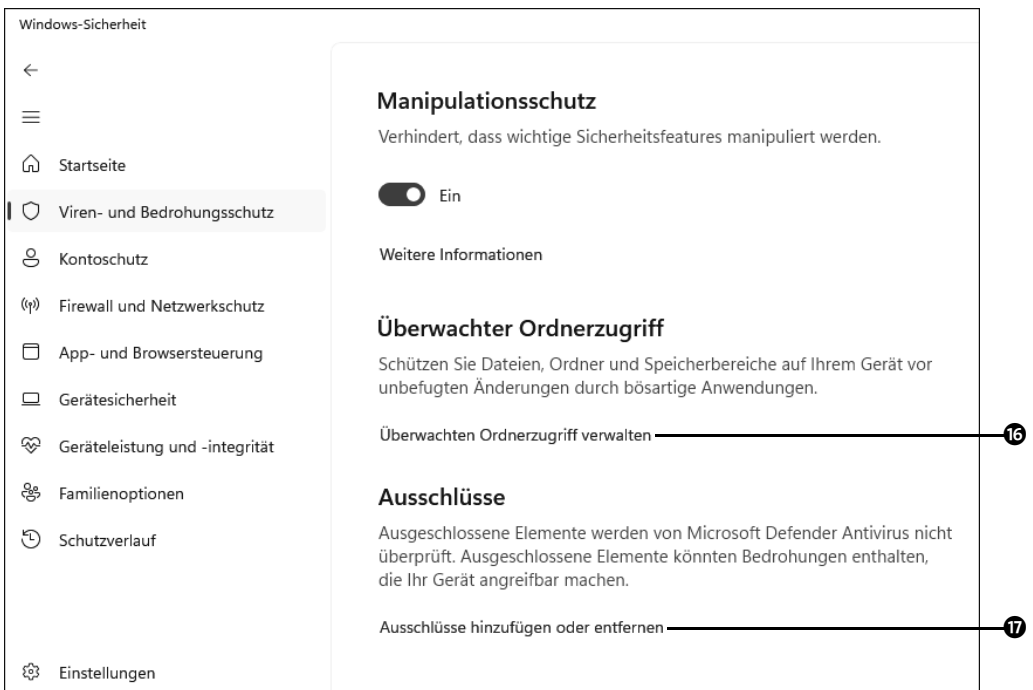 Windows-Sicherheit
Startseite
Viren- und Bedrohungsschutz
Kontoschutz
Firewall und Netzwerkschutz
App- und Browsersteuerung
Gerätesicherheit
Geräteleistung und -integrität
Familienoptionen
Schutzverlauf
Einstellungen
Manipulationsschutz
Verhindert, dass wichtige Sicherheitsfeatures manipuliert werden.
Ein
Weitere Informationen
Überwachter Ordnerzugriff
Schützen Sie Dateien, Ordner und Speicherbereiche auf Ihrem Gerät vor
unbefugten Änderungen durch bösartige Anwendungen.
Überwachten Ordnerzugriff verwalten
16
Ausschlüsse
Ausgeschlossene Elemente werden von Microsoft Defender Antivirus nicht
überprüft. Ausgeschlossene Elemente könnten Bedrohungen enthalten,
die Ihr Gerät angreifbar machen.
Ausschlüsse hinzufügen oder entfernen
17